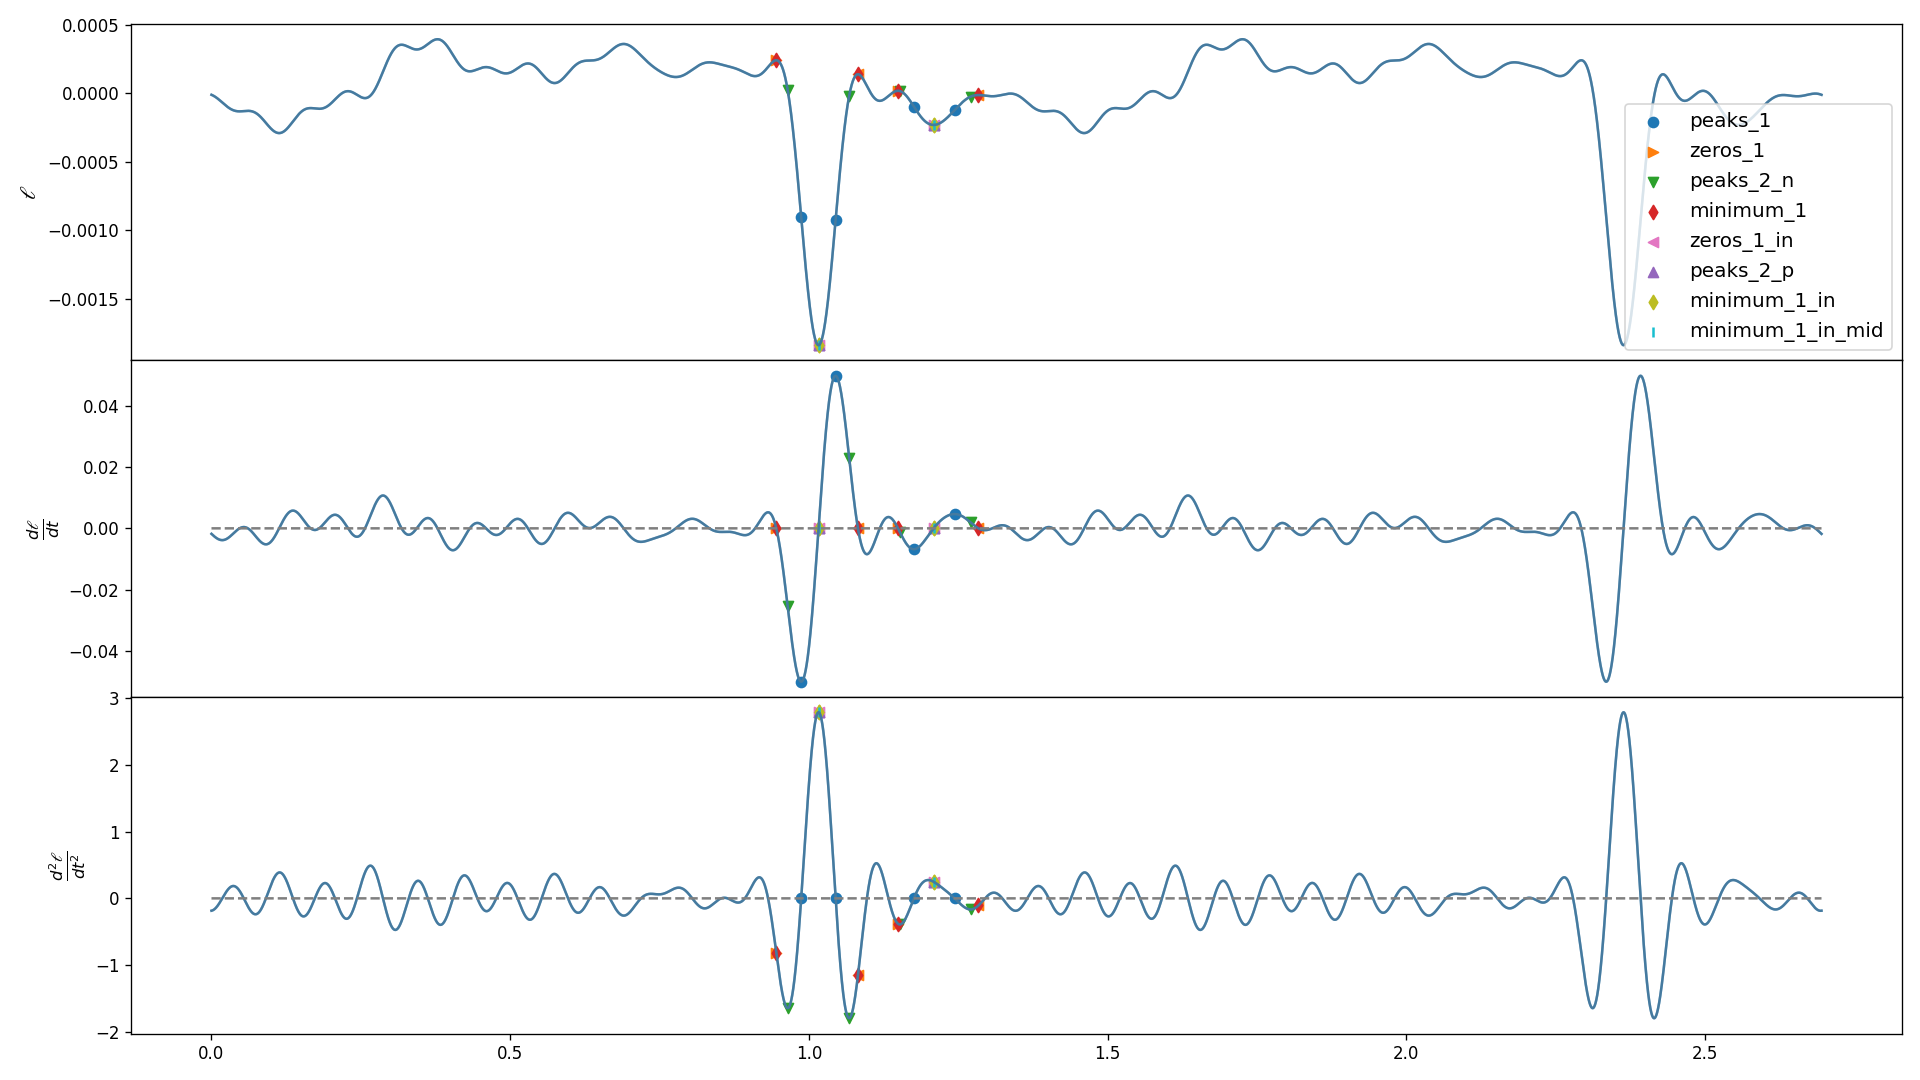 0.0005
0.0000
−0.0005
−0.0010
−0.0015
ℓ
peaks_1
zeros_1
peaks_2_n
minimum_1
zeros_1_in
peaks_2_p
minimum_1_in
minimum_1_in_mid
0.04
0.02
0.00
−0.02
−0.04
dℓ/dt
3
2
1
0
−1
−2
d²ℓ/dt²
0.0 0.5 1.0 1.5 2.0 2.5